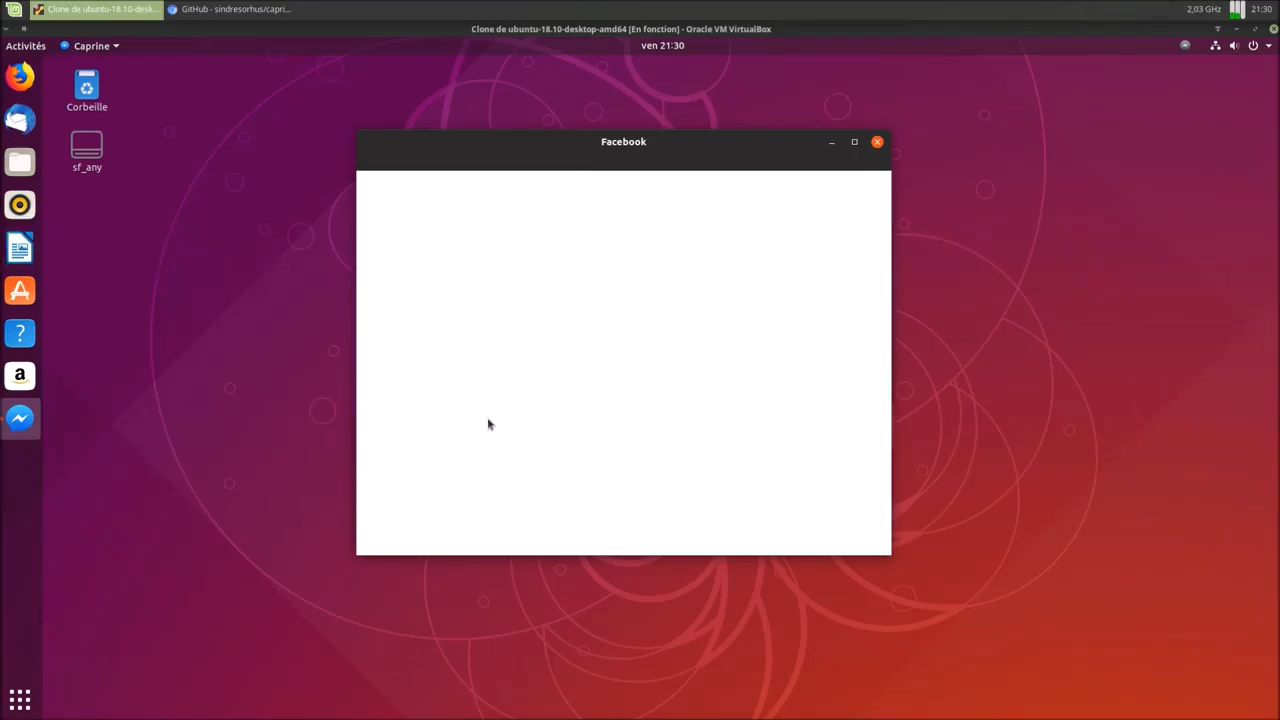 Clone de ubuntu-18.10-desk...
GitHub - sindresorhus/capri...
2,03 GHz
21:30
Clone de ubuntu-18.10-desktop-amd64 [En fonction] - Oracle VM VirtualBox
Activités
Caprine
ven 21:30
Corbeille
sf_any
Facebook